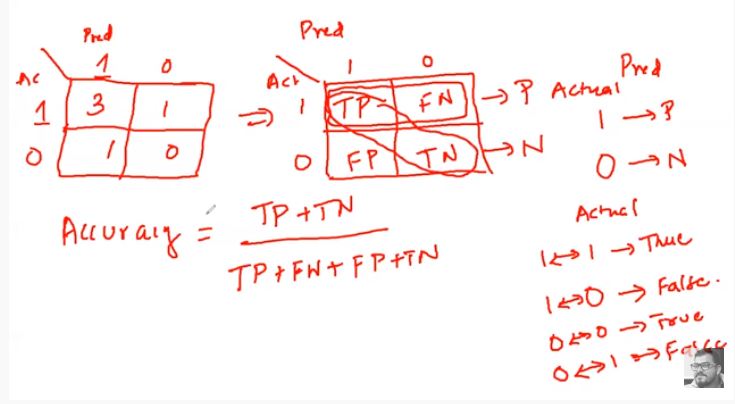 Pred
1 0
Ac
1 3 1
0 1 0
Pred
1 0
Act
1 TP FN → P
0 FP TN → N
⇒
Accuracy = TP+TN
TP+FN+FP+TN
Actual Pred
1 → P
0 → N
Actual
1↔1 → True
1↔0 → False.
0↔0 → True
0↔1 → False